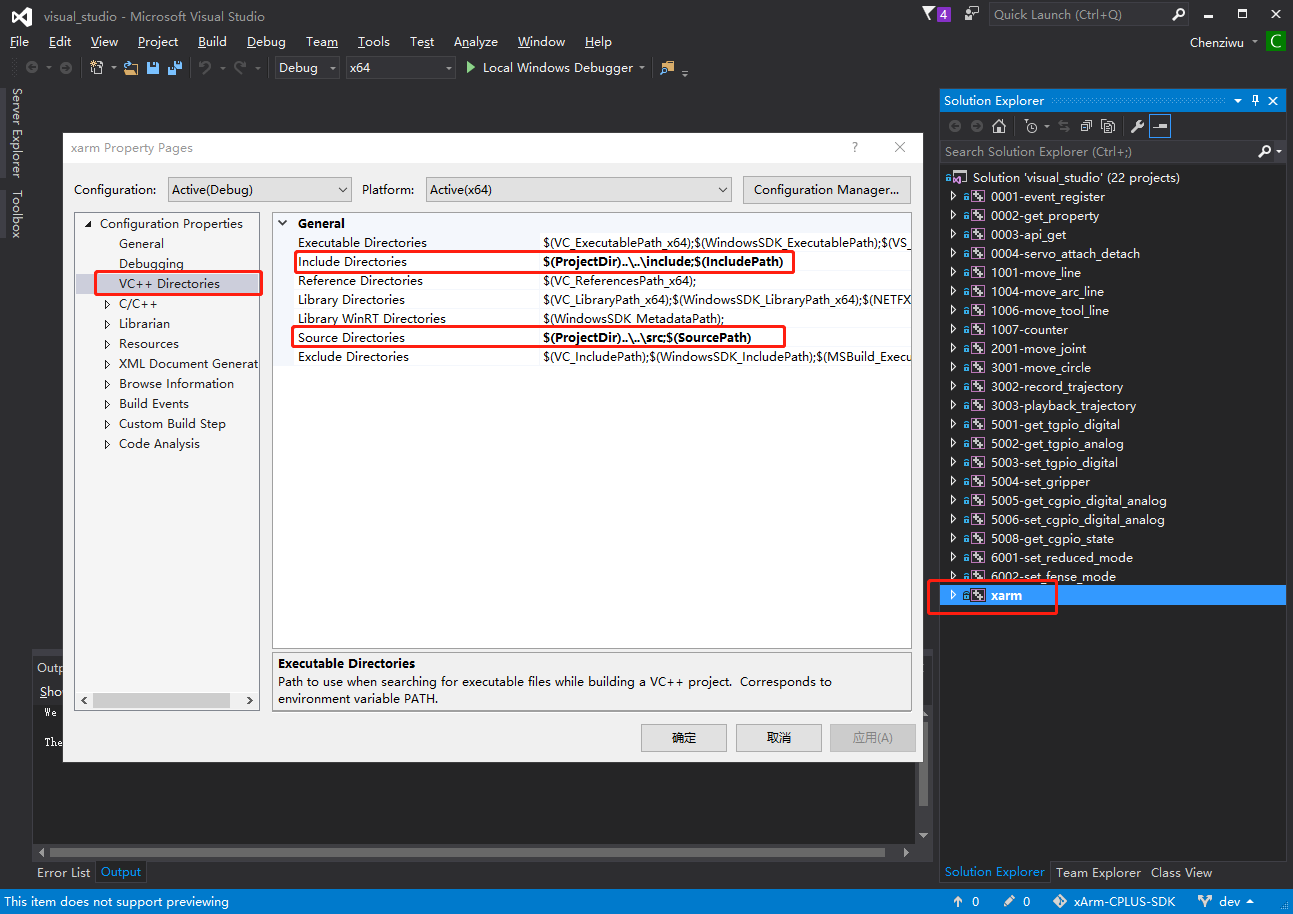 visual_studio - Microsoft Visual Studio
4
Quick Launch (Ctrl+Q)
File Edit View Project Build Debug Team Tools Test Analyze Window Help
Chenziwu C
Debug x64 Local Windows Debugger
Server Explorer
Toolbox
xarm Property Pages
?
Configuration: Active(Debug) Platform: Active(x64) Configuration Manager...
Configuration Properties
General
Debugging
VC++ Directories
C/C++
Librarian
Resources
XML Document Generat
Browse Information
Build Events
Custom Build Step
Code Analysis
General
Executable Directories $(VC_ExecutablePath_x64);$(WindowsSDK_ExecutablePath);$(VS_
Include Directories $(ProjectDir)..\..\include;$(IncludePath)
Reference Directories $(VC_ReferencesPath_x64);
Library Directories $(VC_LibraryPath_x64);$(WindowsSDK_LibraryPath_x64);$(NETFX
Library WinRT Directories $(WindowsSDK_MetadataPath);
Source Directories $(ProjectDir)..\..\src;$(SourcePath)
Exclude Directories $(VC_IncludePath);$(WindowsSDK_IncludePath);$(MSBuild_Execu
Executable Directories
Path to use when searching for executable files while building a VC++ project. Corresponds to
environment variable PATH.
确定 取消 应用(A)
Solution Explorer
Search Solution Explorer (Ctrl+;)
Solution 'visual_studio' (22 projects)
0001-event_register
0002-get_property
0003-api_get
0004-servo_attach_detach
1001-move_line
1004-move_arc_line
1006-move_tool_line
1007-counter
2001-move_joint
3001-move_circle
3002-record_trajectory
3003-playback_trajectory
5001-get_tgpio_digital
5002-get_tgpio_analog
5003-set_tgpio_digital
5004-set_gripper
5005-get_cgpio_digital_analog
5006-set_cgpio_digital_analog
5008-get_cgpio_state
6001-set_reduced_mode
6002-set_fense_mode
xarm
Outp
Sho
We
The
Error List Output
Solution Explorer Team Explorer Class View
This item does not support previewing
0 0 xArm-CPLUS-SDK dev